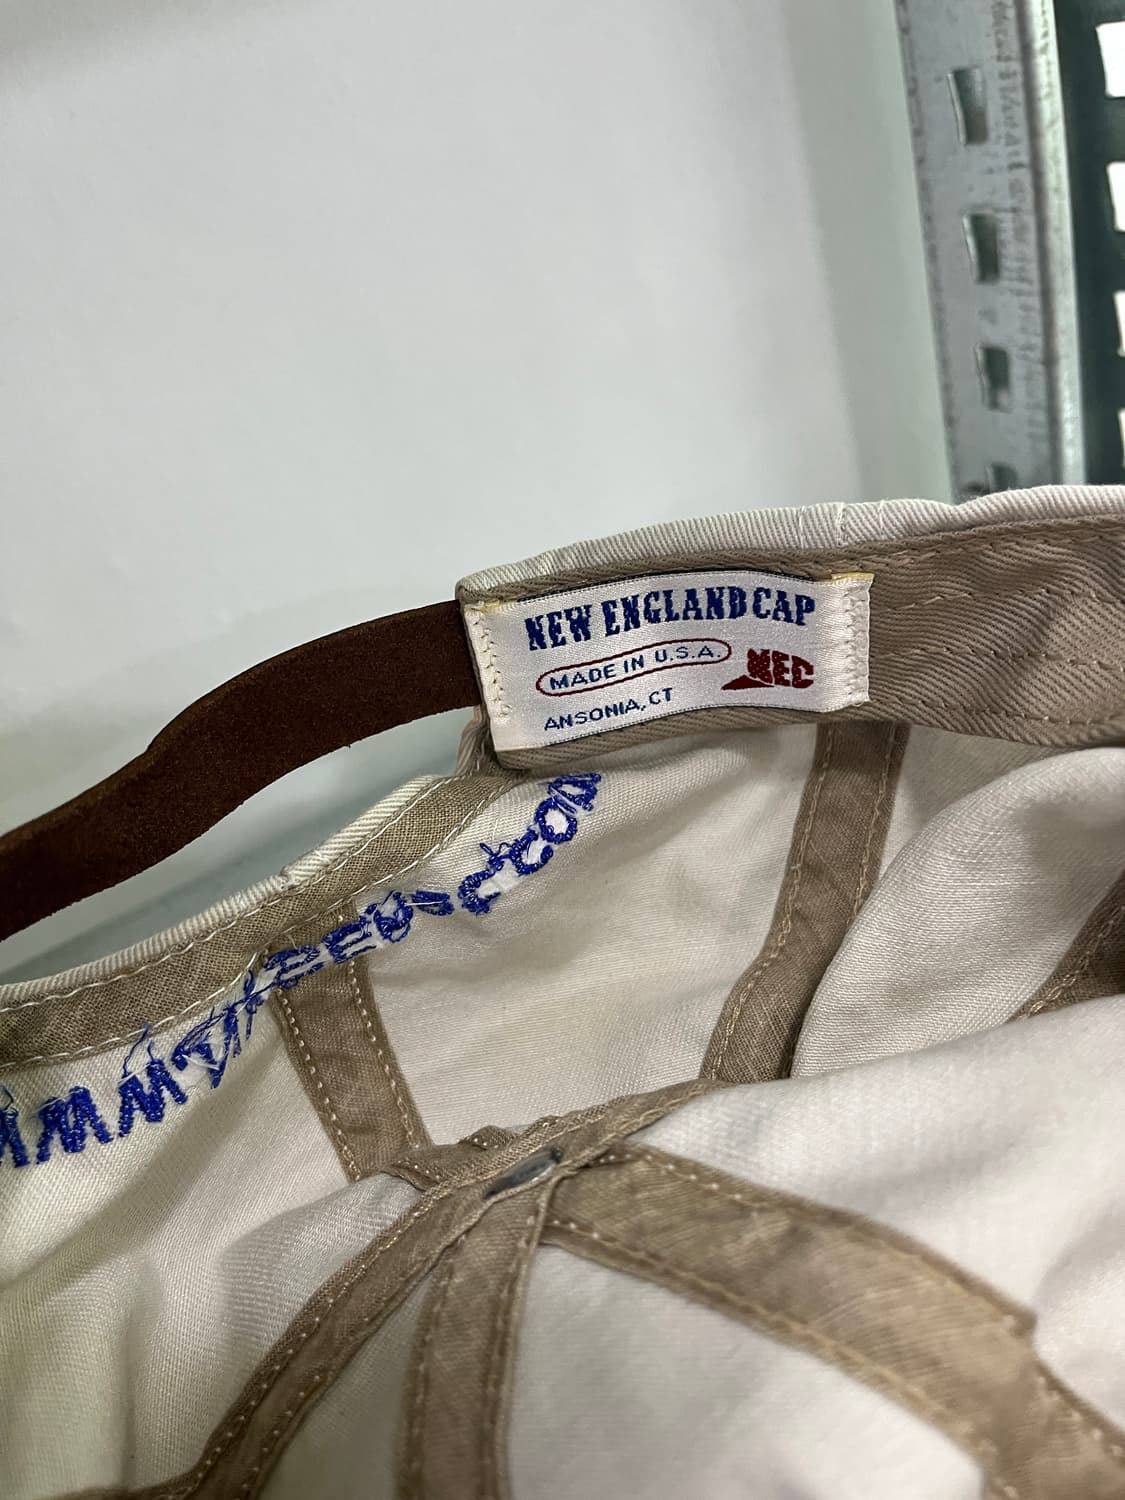 NEW ENGLAND CAP
MADE IN U.S.A.
NEC
ANSONIA, CT